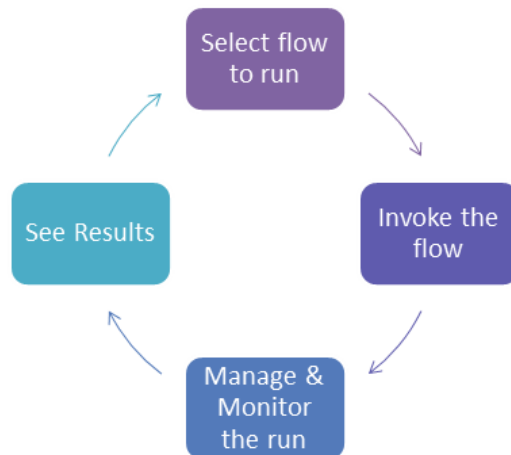 Select flow
to run
Invoke the
flow
Manage &
Monitor
the run
See Results